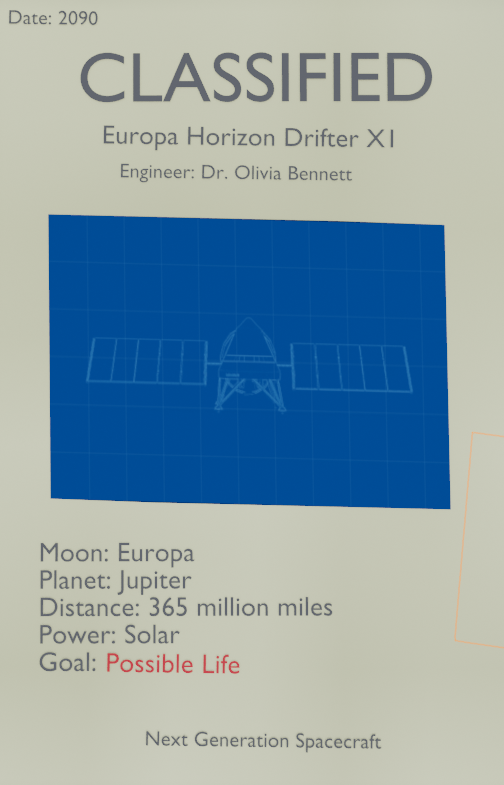 Date: 2090
CLASSIFIED
Europa Horizon Drifter X1
Engineer: Dr. Olivia Bennett
Moon: Europa
Planet: Jupiter
Distance: 365 million miles
Power: Solar
Goal: Possible Life
Next Generation Spacecraft